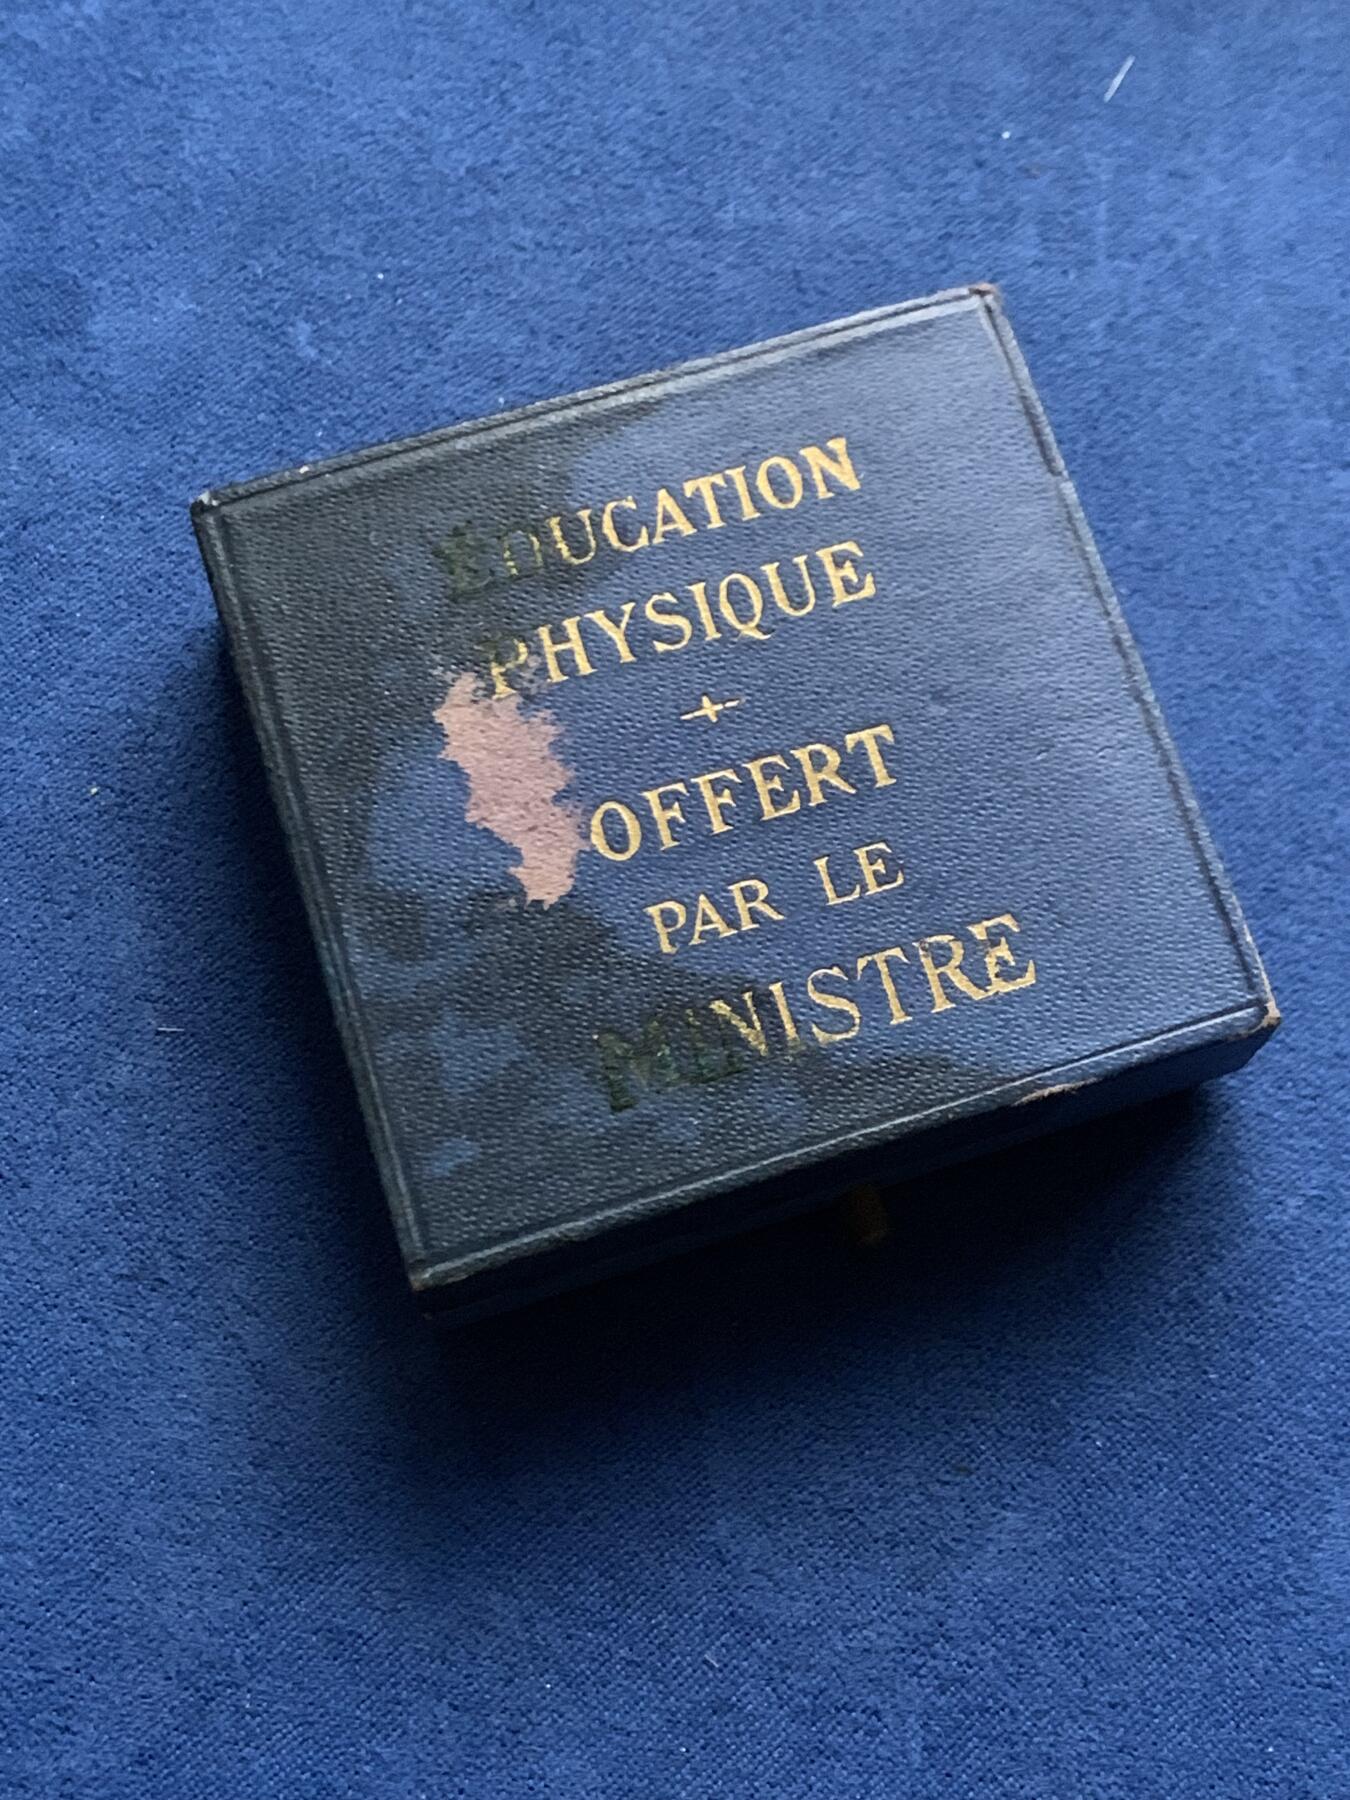 EDUCATION
PHYSIQUE
OFFERT
PAR LE
MINISTRE